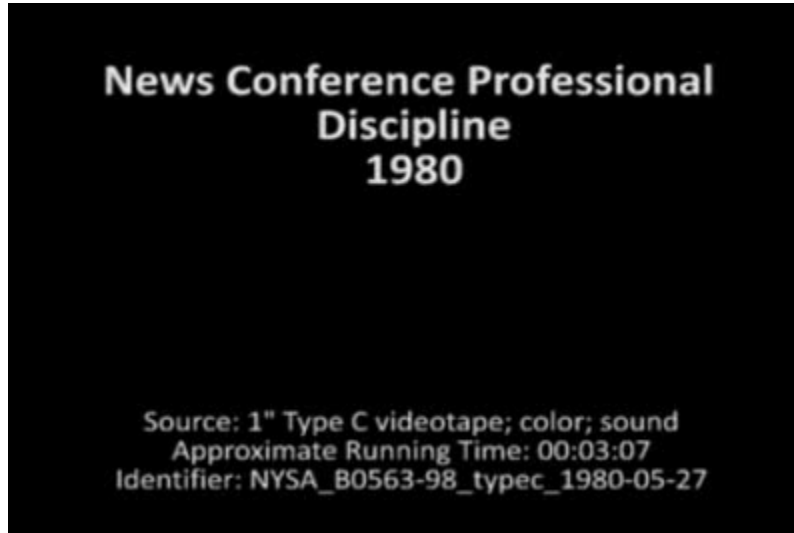 News Conference Professional
Discipline
1980
Source: 1" Type C videotape; color; sound
Approximate Running Time: 00:03:07
Identifier: NYSA_B0563-98_typec_1980-05-27